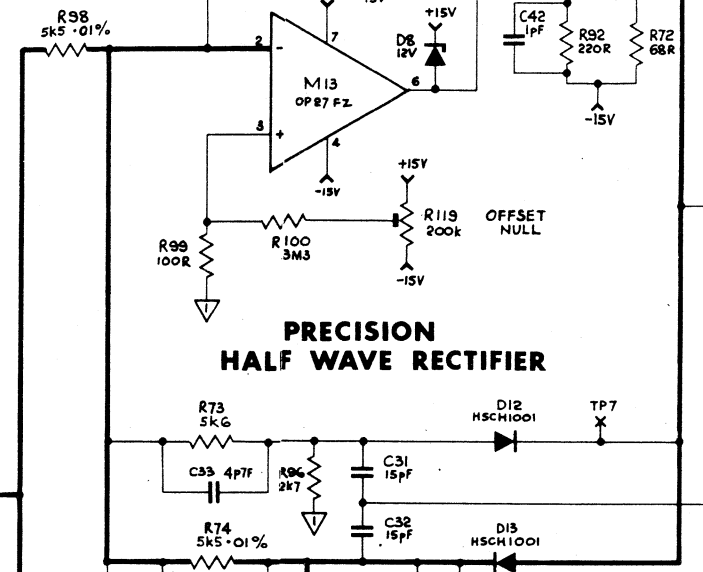 R98
5k5 ·01%
+15V
D8
12V
C42
1pF
R92
220R
R72
68R
-15V
2
-
7
M13
OP27 FZ
6
3
+
4
-15V
+15V
R119
200k
OFFSET
NULL
R100
3M3
R99
100R
-15V
1
PRECISION
HALF WAVE RECTIFIER
R73
5k6
D12
HSCH1001
TP7
C33
4p7F
R96
2k7
C31
15pF
1
C32
15pF
R74
5k5 ·01%
D13
HSCH1001